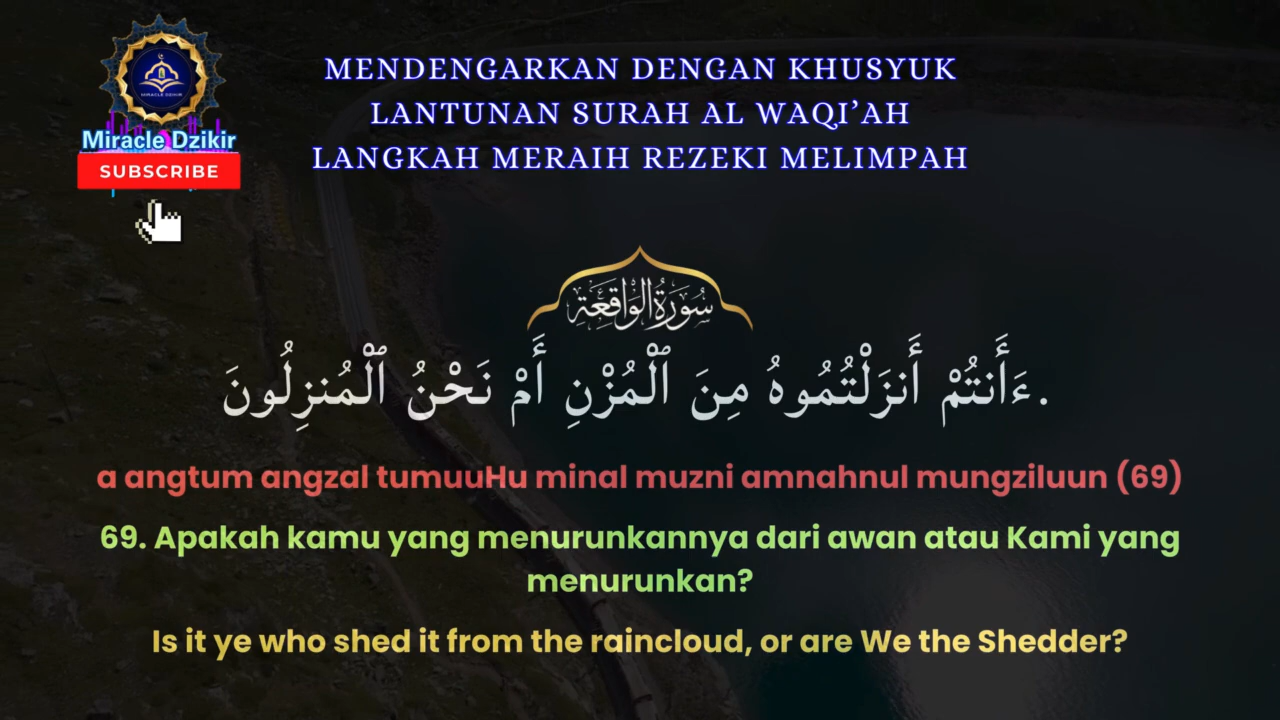 MIRACLE DZIKIR
Miracle Dzikir
SUBSCRIBE
MENDENGARKAN DENGAN KHUSYUK
LANTUNAN SURAH AL WAQI’AH
LANGKAH MERAIH REZEKI MELIMPAH
سُورَةُ الوَاقِعَة
ءَأَنتُمْ أَنزَلْتُمُوهُ مِنَ ٱلْمُزْنِ أَمْ نَحْنُ ٱلْمُنزِلُونَ.
a angtum angzal tumuuHu minal muzni amnahnul mungziluun (69)
69. Apakah kamu yang menurunkannya dari awan atau Kami yang
menurunkan?
Is it ye who shed it from the raincloud, or are We the Shedder?